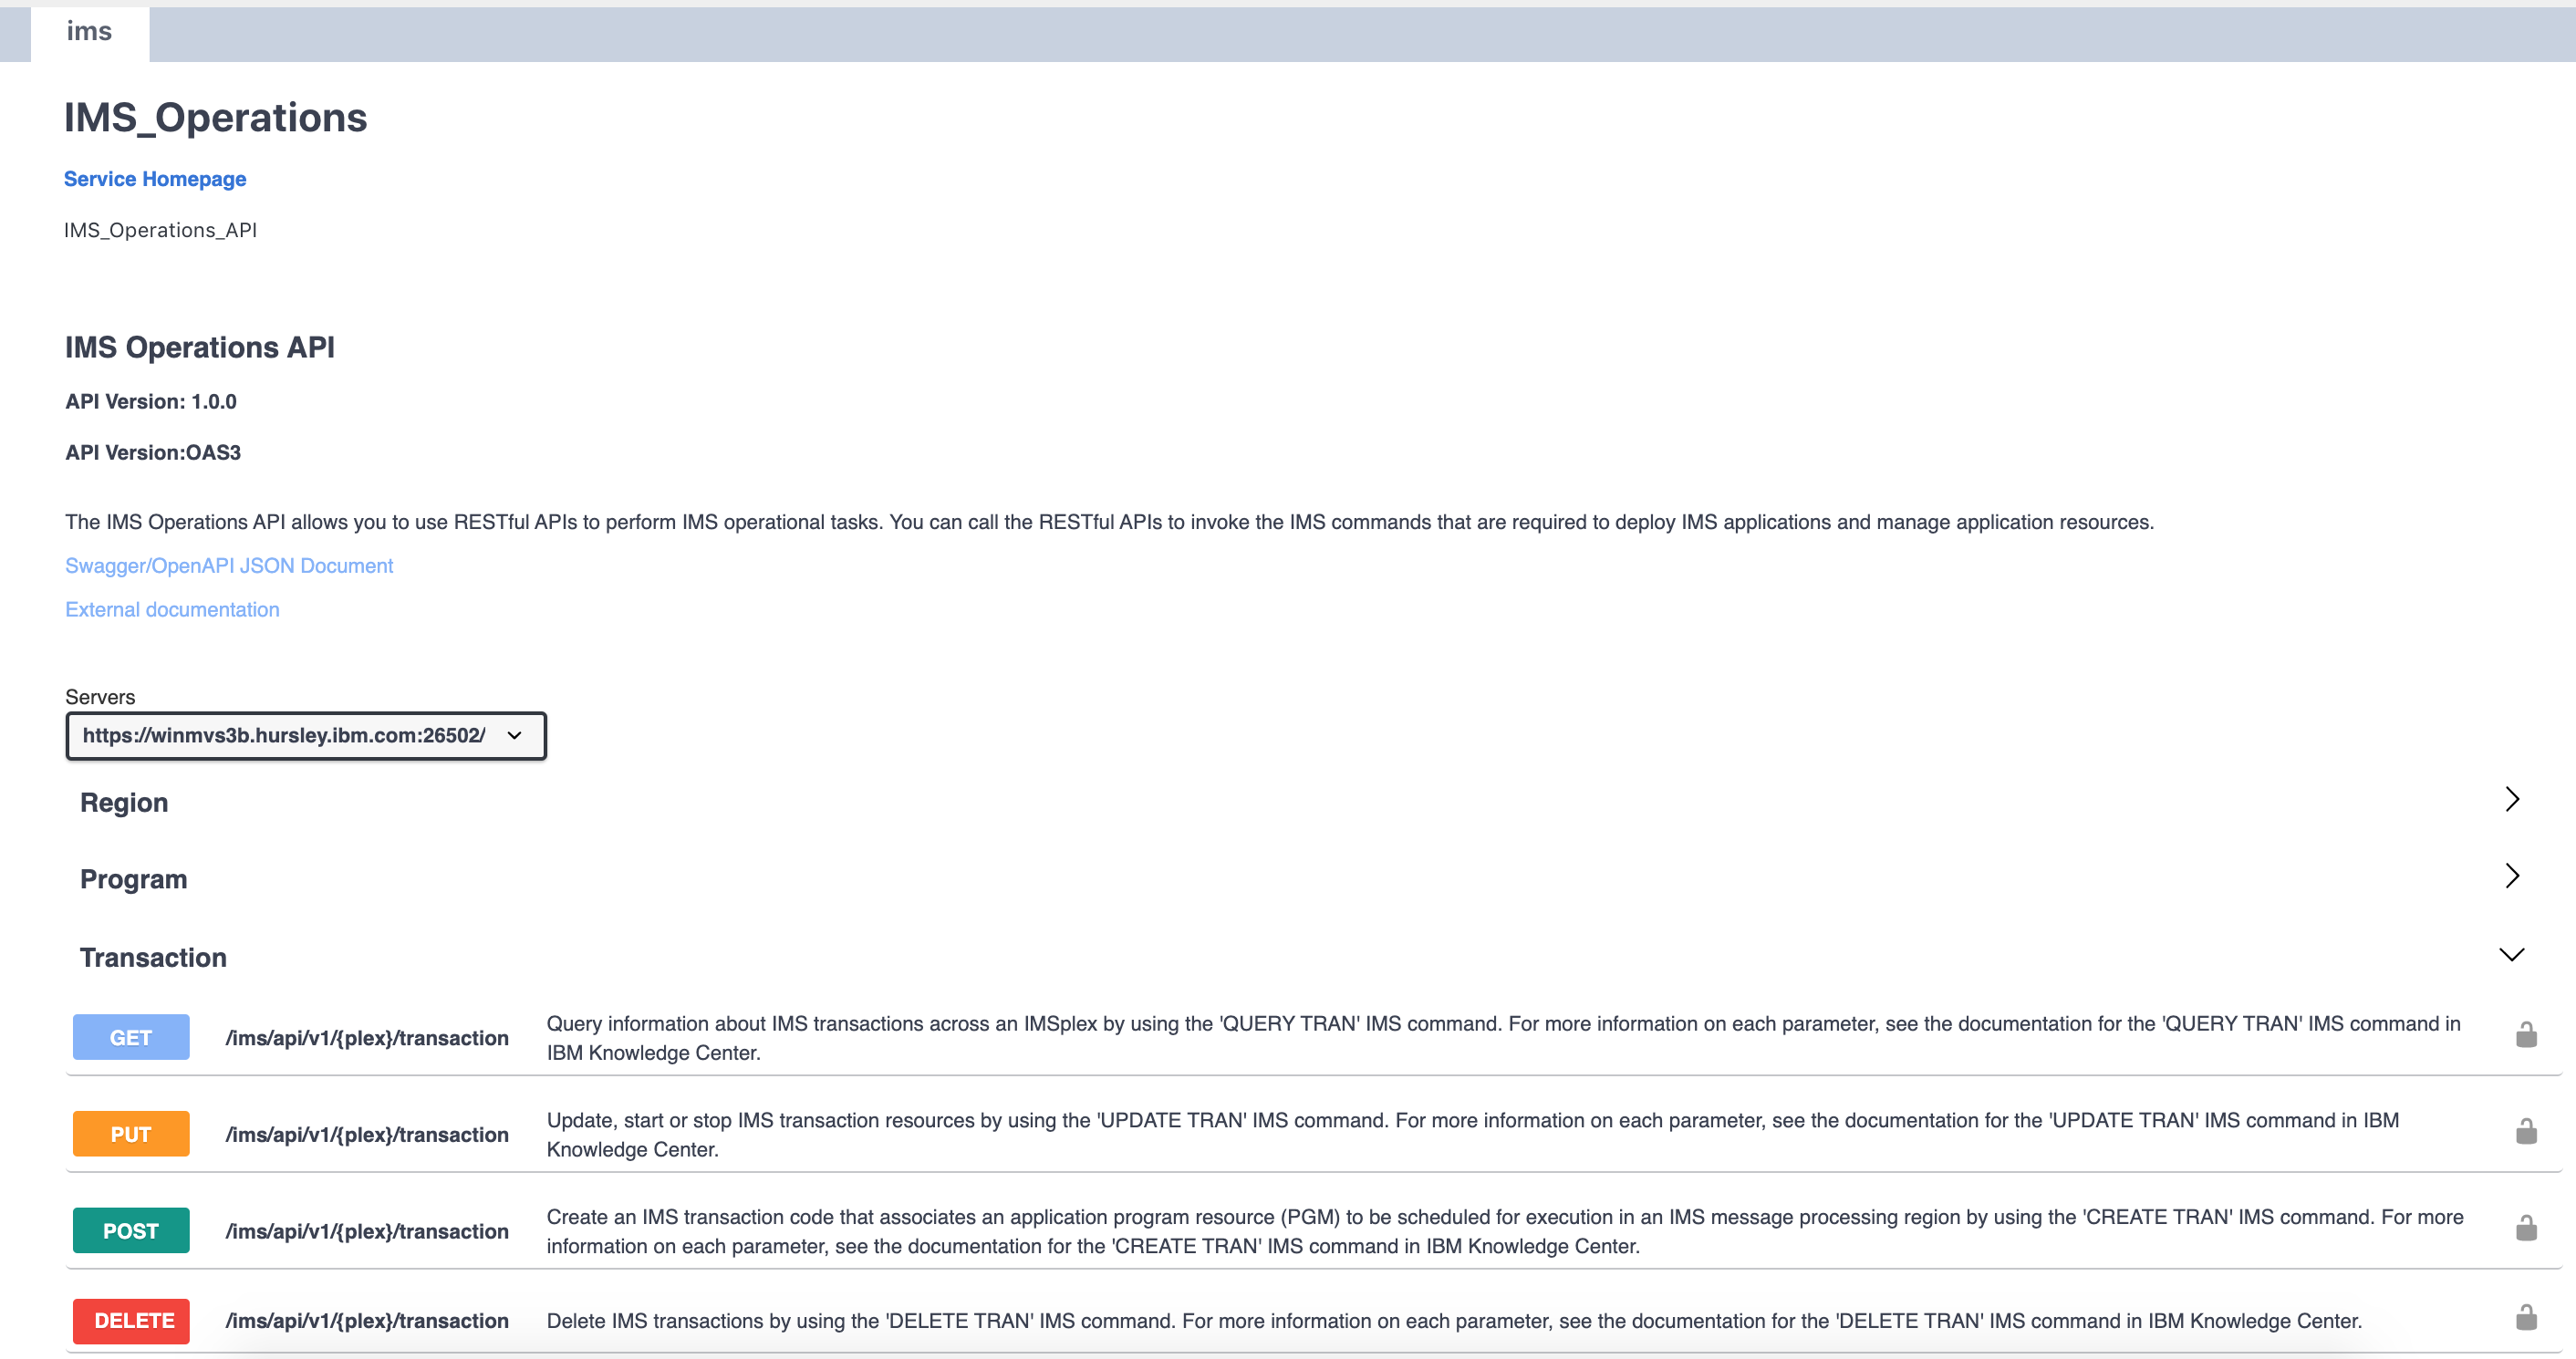 ims
IMS_Operations
Service Homepage
IMS_Operations_API
IMS Operations API
API Version: 1.0.0
API Version:OAS3
The IMS Operations API allows you to use RESTful APIs to perform IMS operational tasks. You can call the RESTful APIs to invoke the IMS commands that are required to deploy IMS applications and manage application resources.
Swagger/OpenAPI JSON Document
External documentation
Servers
https://winmvs3b.hursley.ibm.com:26502/
Region
Program
Transaction
GET /ims/api/v1/{plex}/transaction Query information about IMS transactions across an IMSplex by using the 'QUERY TRAN' IMS command. For more information on each parameter, see the documentation for the 'QUERY TRAN' IMS command in
IBM Knowledge Center.
PUT /ims/api/v1/{plex}/transaction Update, start or stop IMS transaction resources by using the 'UPDATE TRAN' IMS command. For more information on each parameter, see the documentation for the 'UPDATE TRAN' IMS command in IBM
Knowledge Center.
POST /ims/api/v1/{plex}/transaction Create an IMS transaction code that associates an application program resource (PGM) to be scheduled for execution in an IMS message processing region by using the 'CREATE TRAN' IMS command. For more
information on each parameter, see the documentation for the 'CREATE TRAN' IMS command in IBM Knowledge Center.
DELETE /ims/api/v1/{plex}/transaction Delete IMS transactions by using the 'DELETE TRAN' IMS command. For more information on each parameter, see the documentation for the 'DELETE TRAN' IMS command in IBM Knowledge Center.